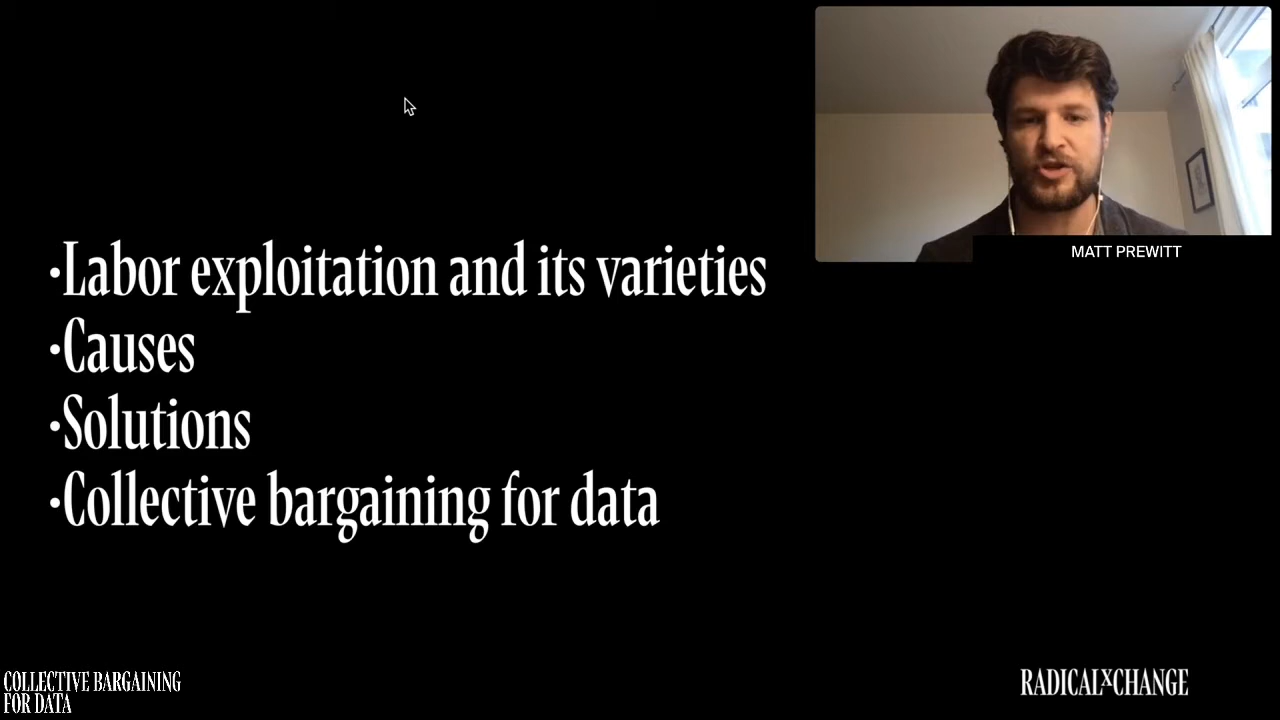 MATT PREWITT
·Labor exploitation and its varieties
·Causes
·Solutions
·Collective bargaining for data
COLLECTIVE BARGAINING
FOR DATA
RADICALXCHANGE